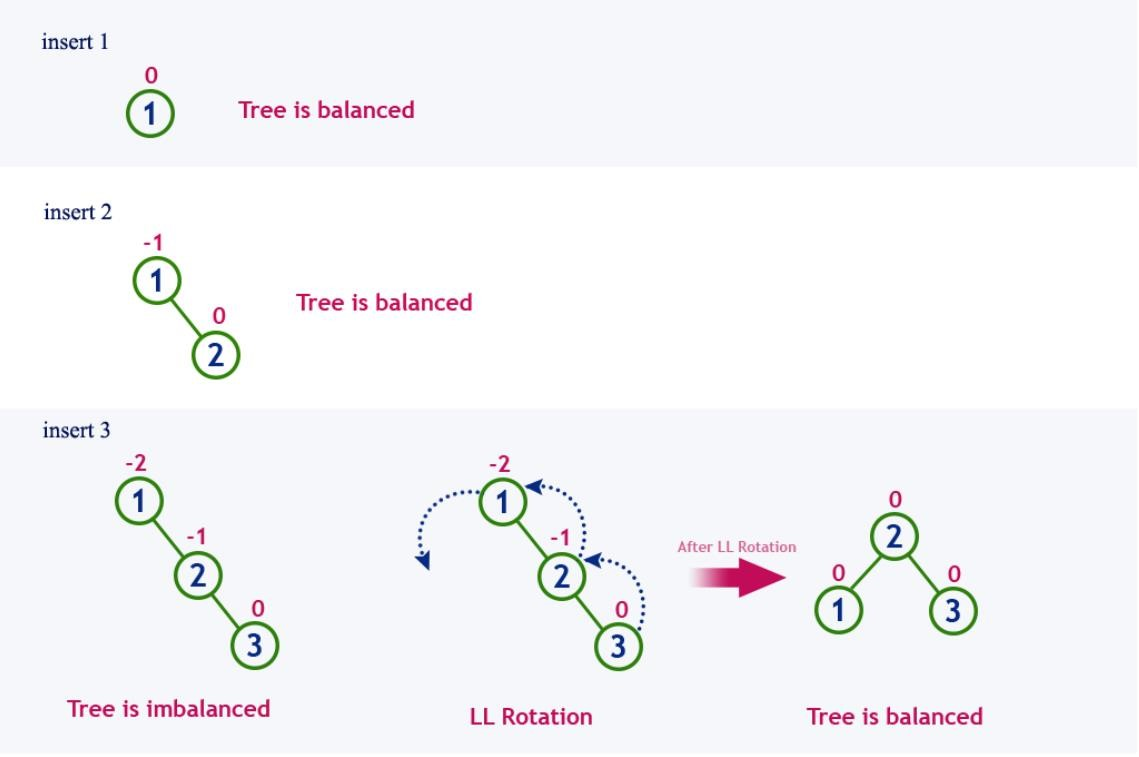 insert 1
0
1
Tree is balanced
insert 2
-1
1
0
2
Tree is balanced
insert 3
-2
1
-1
2
0
3
Tree is imbalanced
-2
1
-1
2
0
3
LL Rotation
After LL Rotation
0
2
0
1
0
3
Tree is balanced